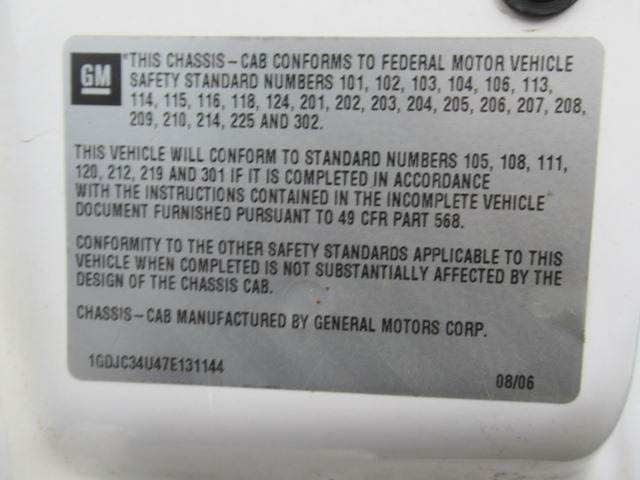 GM
"THIS CHASSIS-CAB CONFORMS TO FEDERAL MOTOR VEHICLE
SAFETY STANDARD NUMBERS 101, 102, 103, 104, 106, 113,
114, 115, 116, 118, 124, 201, 202, 203, 204, 205, 206, 207, 208,
209, 210, 214, 225 AND 302.
THIS VEHICLE WILL CONFORM TO STANDARD NUMBERS 105, 108, 111,
120, 212, 219 AND 301 IF IT IS COMPLETED IN ACCORDANCE
WITH THE INSTRUCTIONS CONTAINED IN THE INCOMPLETE VEHICLE
DOCUMENT FURNISHED PURSUANT TO 49 CFR PART 568.
CONFORMITY TO THE OTHER SAFETY STANDARDS APPLICABLE TO THIS
VEHICLE WHEN COMPLETED IS NOT SUBSTANTIALLY AFFECTED BY THE
DESIGN OF THE CHASSIS CAB.
CHASSIS-CAB MANUFACTURED BY GENERAL MOTORS CORP.
1GDJC34U47E131144
08/06